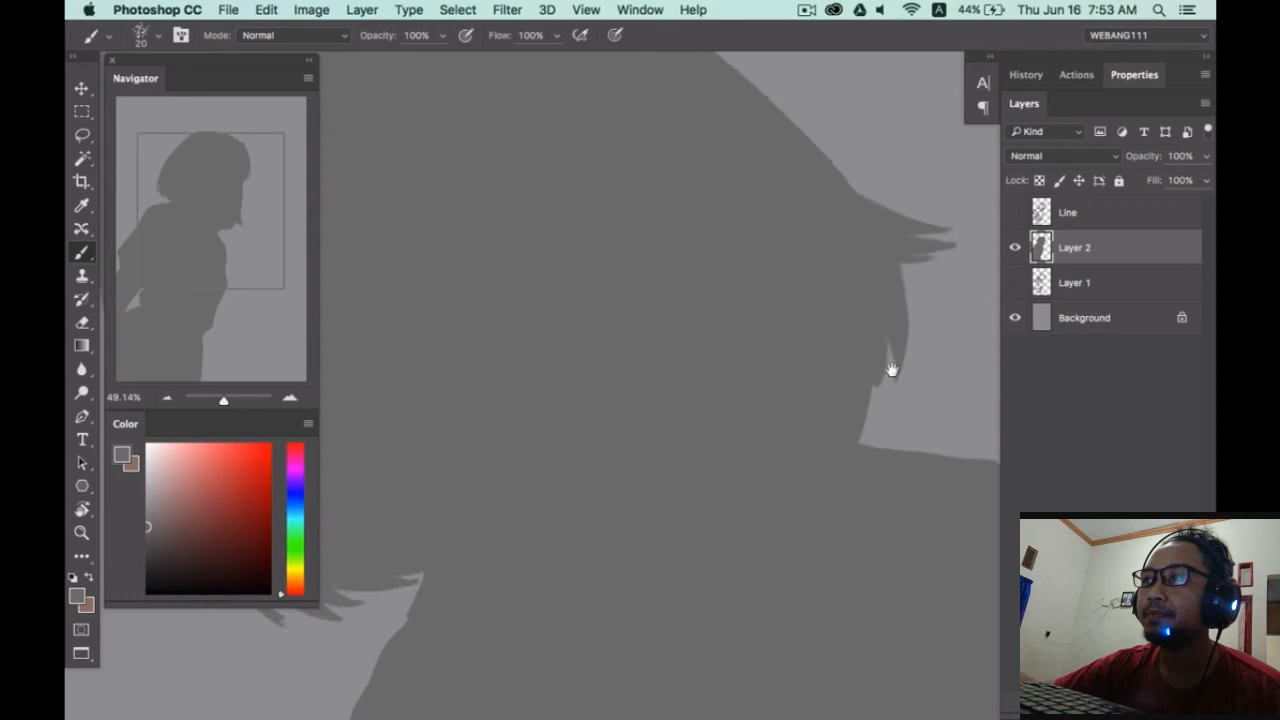 Photoshop CC File Edit Image Layer Type Select Filter 3D View Window Help A 44% Thu Jun 16 7:53 AM
20 Mode: Normal Opacity: 100% Flow: 100% WEBANG111
Navigator
49.14%
Color
A
¶
T
History Actions Properties
Layers
Kind T
Normal Opacity: 100%
Lock: Fill: 100%
Line
Layer 2
Layer 1
Background